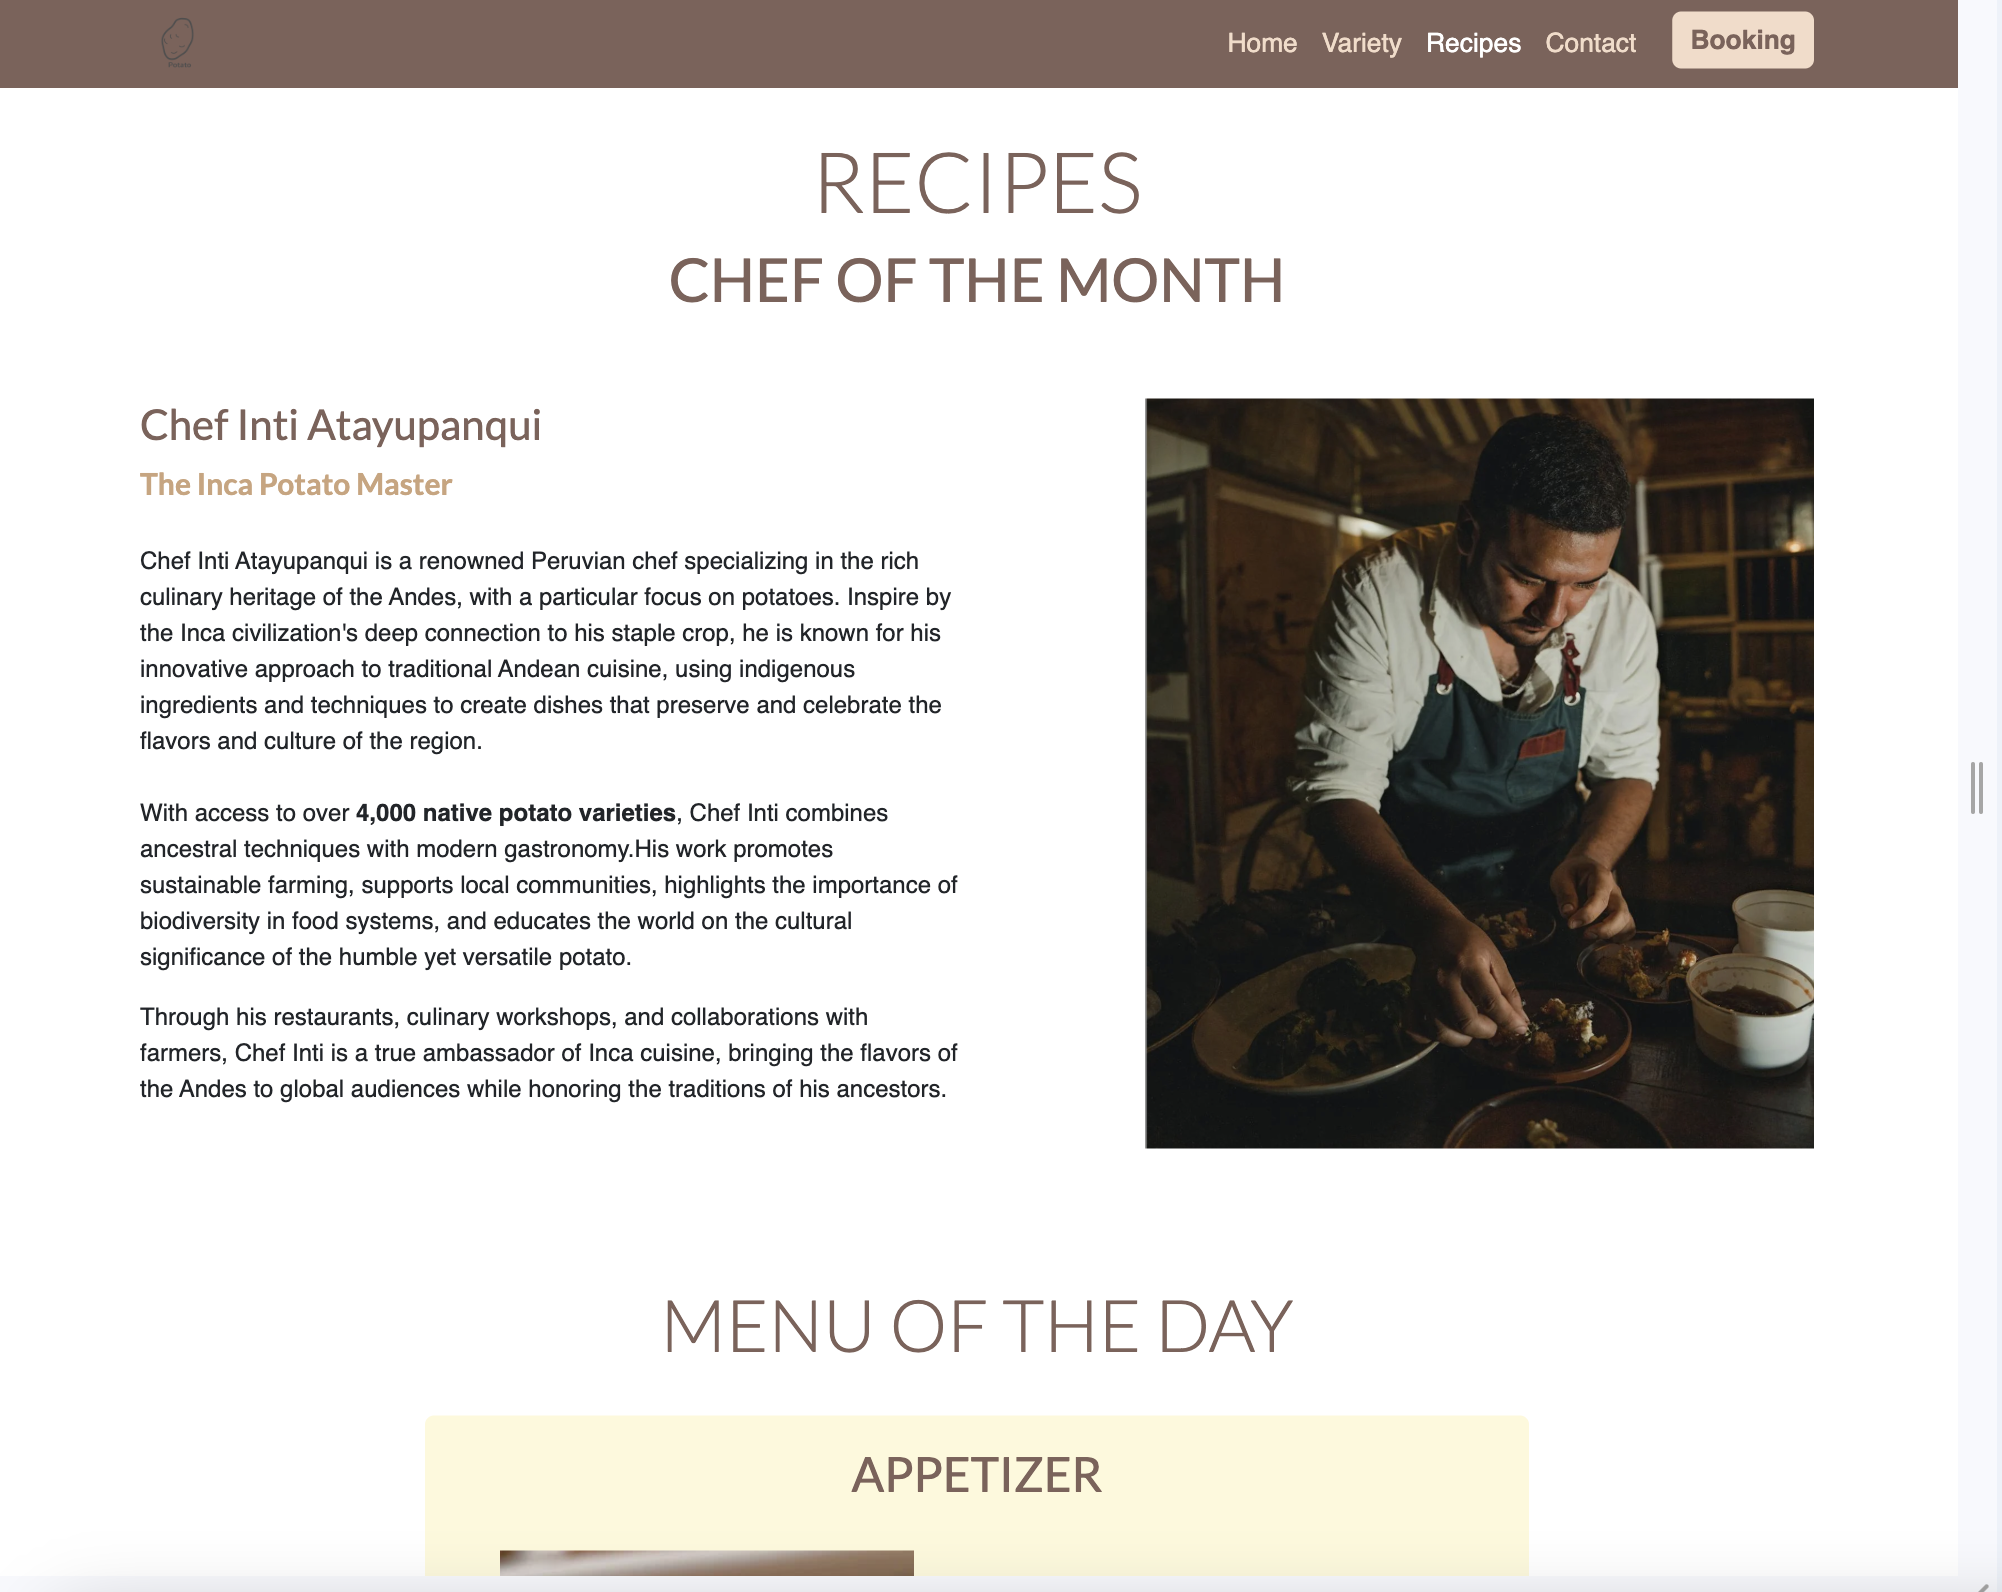 Potato
Home Variety Recipes Contact Booking
RECIPES
CHEF OF THE MONTH
Chef Inti Atayupanqui
The Inca Potato Master
Chef Inti Atayupanqui is a renowned Peruvian chef specializing in the rich
culinary heritage of the Andes, with a particular focus on potatoes. Inspire by
the Inca civilization's deep connection to his staple crop, he is known for his
innovative approach to traditional Andean cuisine, using indigenous
ingredients and techniques to create dishes that preserve and celebrate the
flavors and culture of the region.
With access to over 4,000 native potato varieties, Chef Inti combines
ancestral techniques with modern gastronomy.His work promotes
sustainable farming, supports local communities, highlights the importance of
biodiversity in food systems, and educates the world on the cultural
significance of the humble yet versatile potato.
Through his restaurants, culinary workshops, and collaborations with
farmers, Chef Inti is a true ambassador of Inca cuisine, bringing the flavors of
the Andes to global audiences while honoring the traditions of his ancestors.
MENU OF THE DAY
APPETIZER